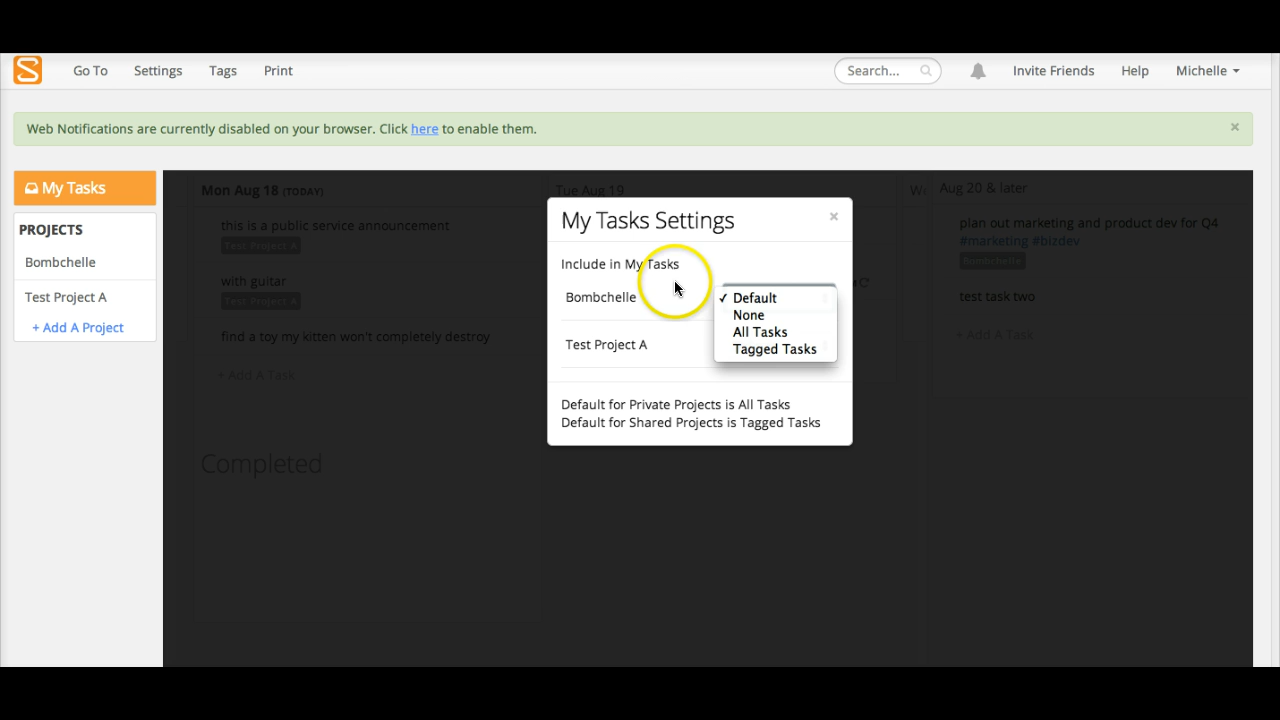 S
Go To Settings Tags Print Search... Invite Friends Help Michelle
Web Notifications are currently disabled on your browser. Click here to enable them. ×
My Tasks
PROJECTS
Bombchelle
Test Project A
+ Add A Project
Mon Aug 18 (TODAY)
this is a public service announcement
Test Project A
with guitar
Test Project A
find a toy my kitten won't completely destroy
+ Add A Task
Completed
Tue Aug 19
Aug 20 & later
plan out marketing and product dev for Q4
#marketing #bizdev
Bombchelle
test task two
+ Add A Task
My Tasks Settings ×
Include in My Tasks
Bombchelle
Test Project A
✓ Default
None
All Tasks
Tagged Tasks
Default for Private Projects is All Tasks
Default for Shared Projects is Tagged Tasks